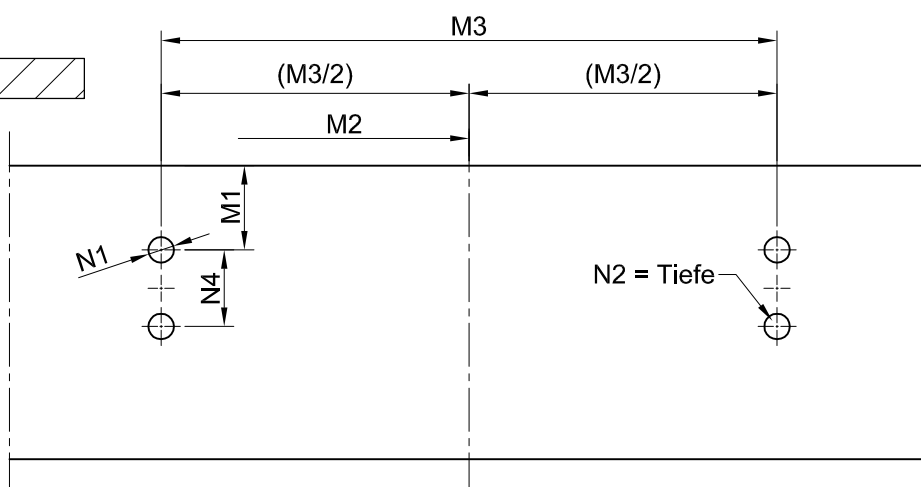 M3
(M3/2)
(M3/2)
M2
M1
N1
N4
N2 = Tiefe